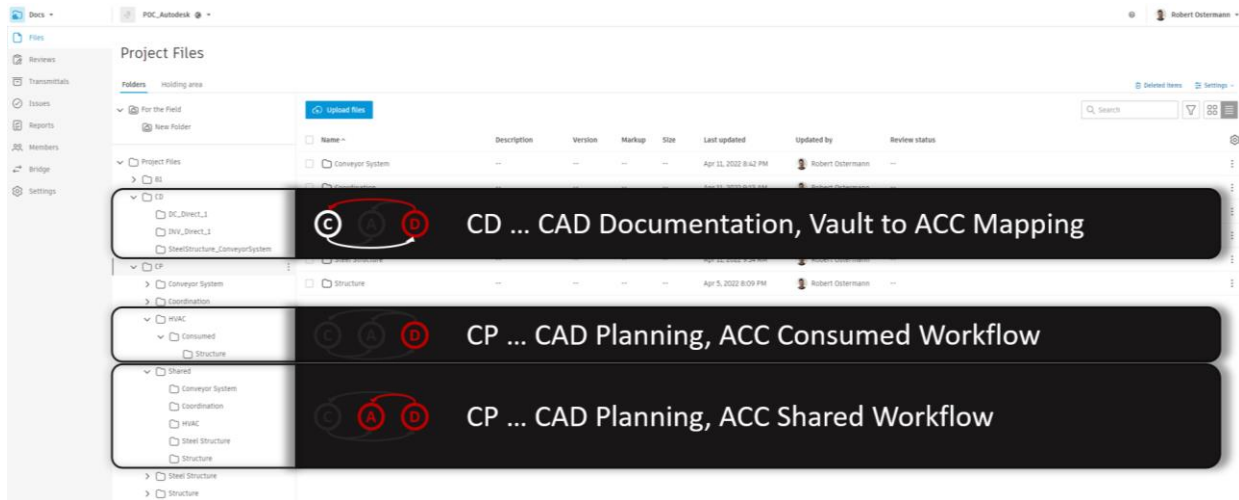 Docs
POC_Autodesk
Robert Ostermann
Files
Reviews
Transmittals
Issues
Reports
Members
Bridge
Settings
Project Files
Folders Holding area
Deleted items Settings
For the Field
New Folder
Upload files
Search
Name Description Version Markup Size Last updated Updated by Review status
Project Files
B1
CD
DC_Direct_1
INV_Direct_1
SteelStructure_ConveyorSystem
CP
Conveyor System
Coordination
HVAC
Consumed
Structure
Shared
Conveyor System
Coordination
HVAC
Steel Structure
Structure
Steel Structure
Structure
Conveyor System -- -- -- -- Apr 11, 2022 8:42 PM Robert Ostermann --
C A D CD ... CAD Documentation, Vault to ACC Mapping
Structure -- -- -- -- Apr 5, 2022 8:09 PM Robert Ostermann --
C A D CP ... CAD Planning, ACC Consumed Workflow
C A D CP ... CAD Planning, ACC Shared Workflow